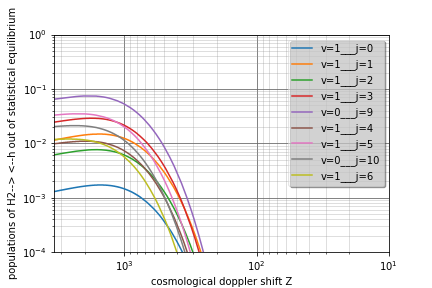 populations of H2--> <--h out of statistical equilibrium
10⁰
10⁻¹
10⁻²
10⁻³
10⁻⁴
v=1___j=0
v=1___j=1
v=1___j=2
v=1___j=3
v=0___j=9
v=1___j=4
v=1___j=5
v=0___j=10
v=1___j=6
10³
10²
10¹
cosmological doppler shift Z